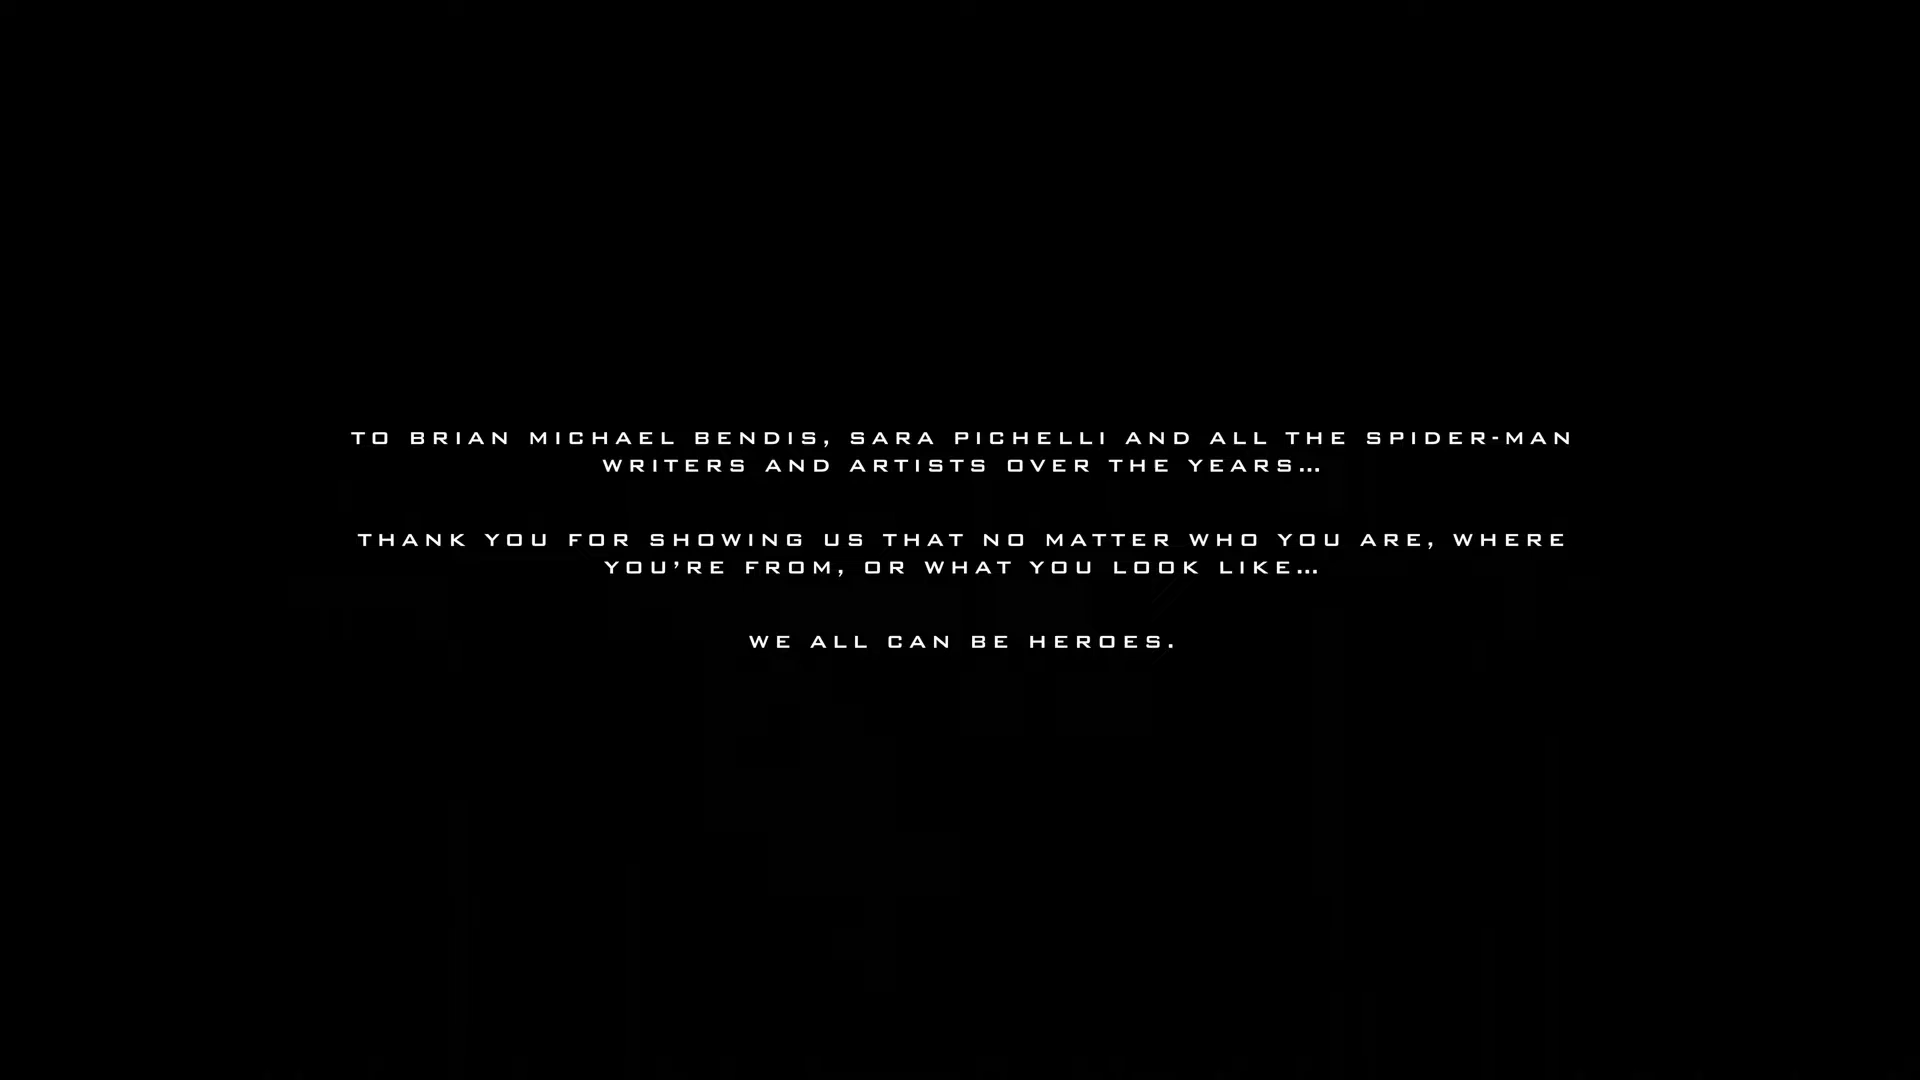 TO BRIAN MICHAEL BENDIS, SARA PICHELLI AND ALL THE SPIDER-MAN
WRITERS AND ARTISTS OVER THE YEARS…
THANK YOU FOR SHOWING US THAT NO MATTER WHO YOU ARE, WHERE
YOU’RE FROM, OR WHAT YOU LOOK LIKE…
WE ALL CAN BE HEROES.